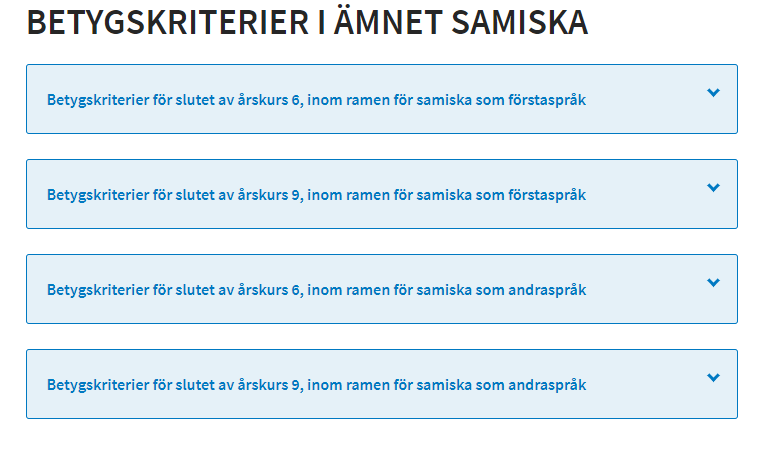 BETYGSKRITERIER I ÄMNET SAMISKA
Betygskriterier för slutet av årskurs 6, inom ramen för samiska som förstaspråk
Betygskriterier för slutet av årskurs 9, inom ramen för samiska som förstaspråk
Betygskriterier för slutet av årskurs 6, inom ramen för samiska som andraspråk
Betygskriterier för slutet av årskurs 9, inom ramen för samiska som andraspråk